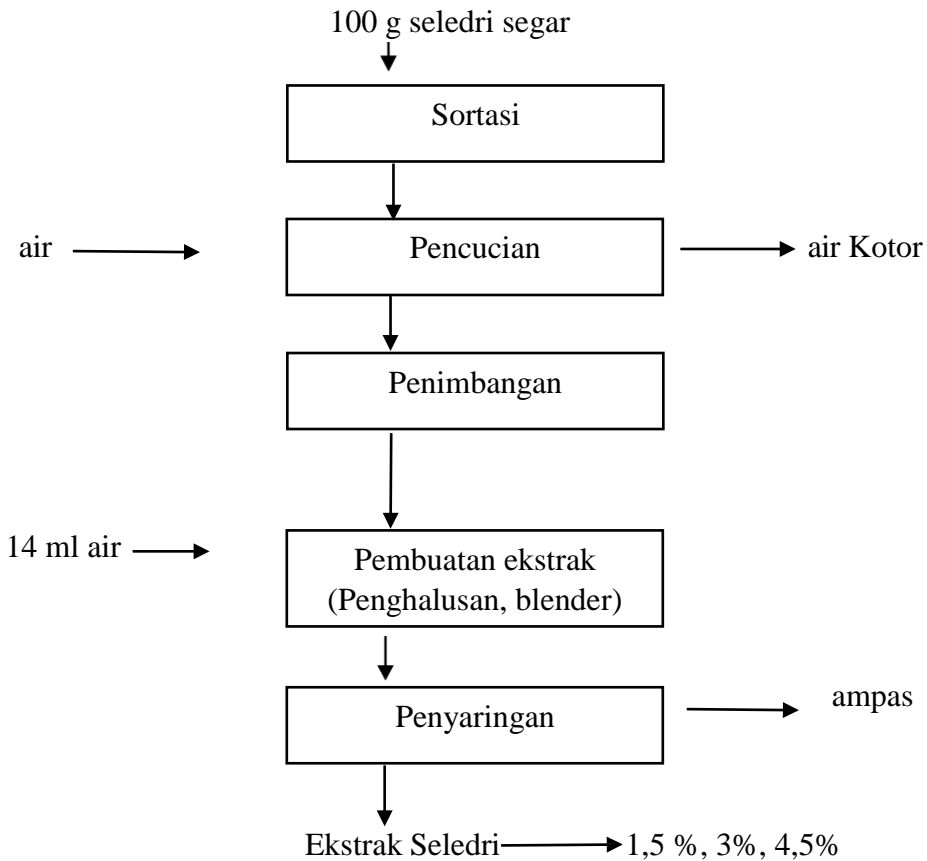 100 g seledri segar
Sortasi
air
Pencucian
air Kotor
Penimbangan
14 ml air
Pembuatan ekstrak
(Penghalusan, blender)
Penyaringan
ampas
Ekstrak Seledri
1,5 %, 3%, 4,5%